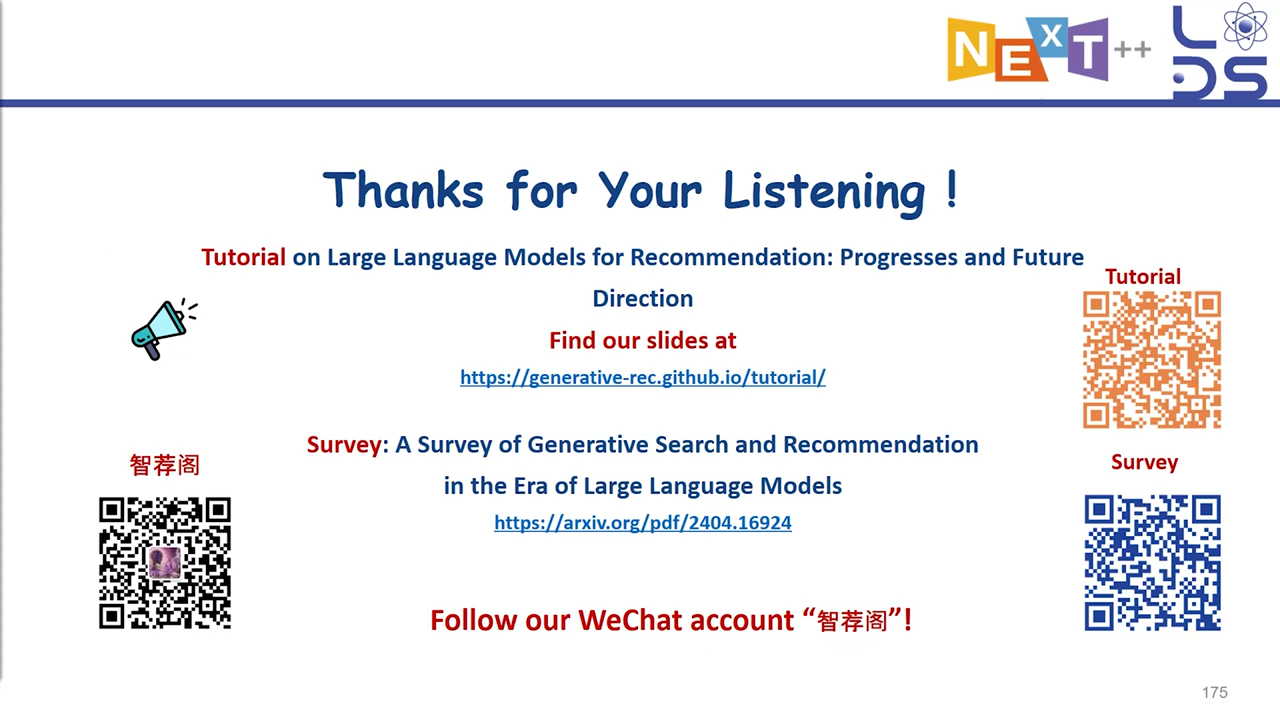 NExT++
LDS
Thanks for Your Listening !
Tutorial on Large Language Models for Recommendation: Progresses and Future
Direction
Find our slides at
https://generative-rec.github.io/tutorial/
Tutorial
Survey: A Survey of Generative Search and Recommendation
in the Era of Large Language Models
https://arxiv.org/pdf/2404.16924
智荐阁
Survey
Follow our WeChat account “智荐阁”!
175